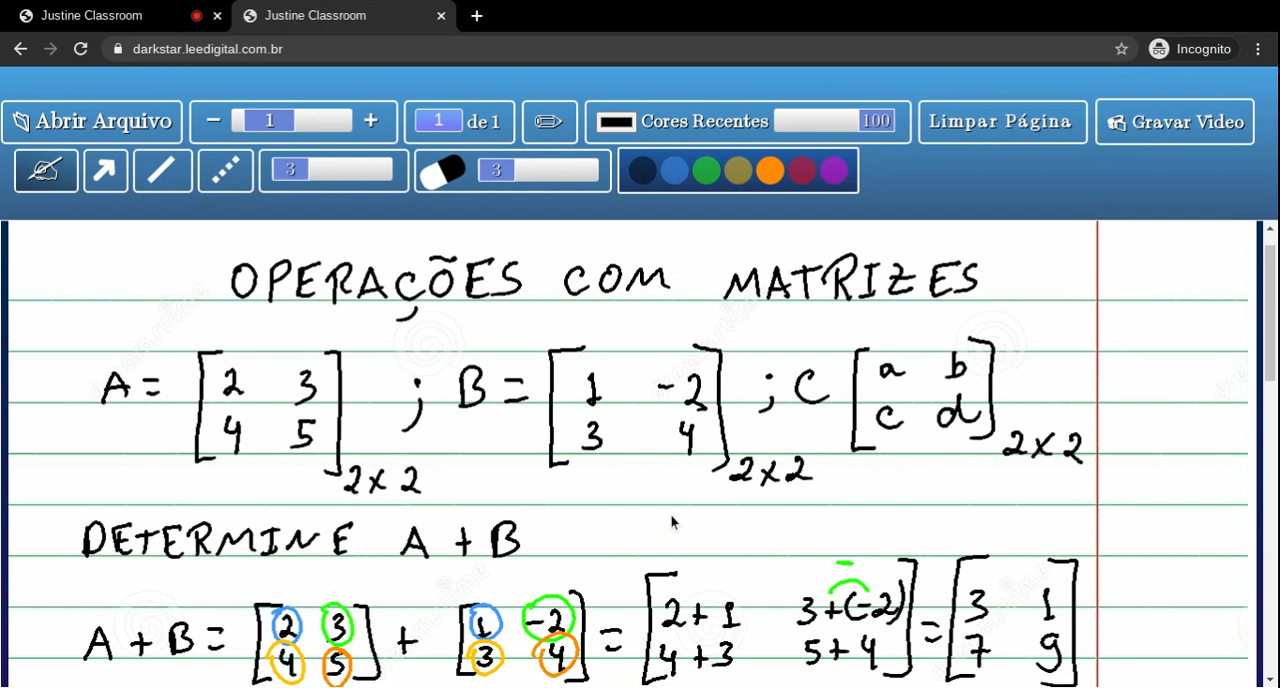 Justine Classroom
Justine Classroom
darkstar.leedigital.com.br
Incognito
Abrir Arquivo
− 1 +
1 de 1
Cores Recentes 100
Limpar Página
Gravar Video
3
3
OPERAÇÕES COM MATRIZES
A = [2 3 ; B = [1 -2 ; C [a b
4 5] 2x2 3 4] 2x2 c d] 2x2
DETERMINE A + B
A + B = [2 3] + [1 -2] = [2+1 3+(-2)] = [3 1]
[4 5] [3 4] [4+3 5+4] [7 9]
−